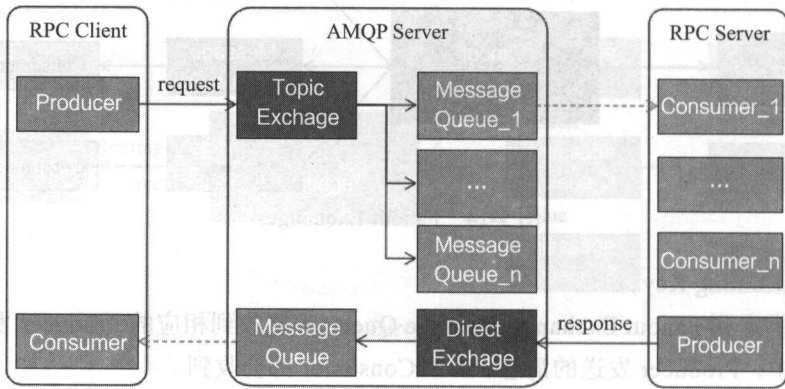 RPC Client
AMQP Server
RPC Server
Producer
request
Topic
Exchage
Message
Queue_1
Consumer_1
...
...
Message
Queue_n
Consumer_n
Consumer
Message
Queue
Direct
Exchange
response
Producer